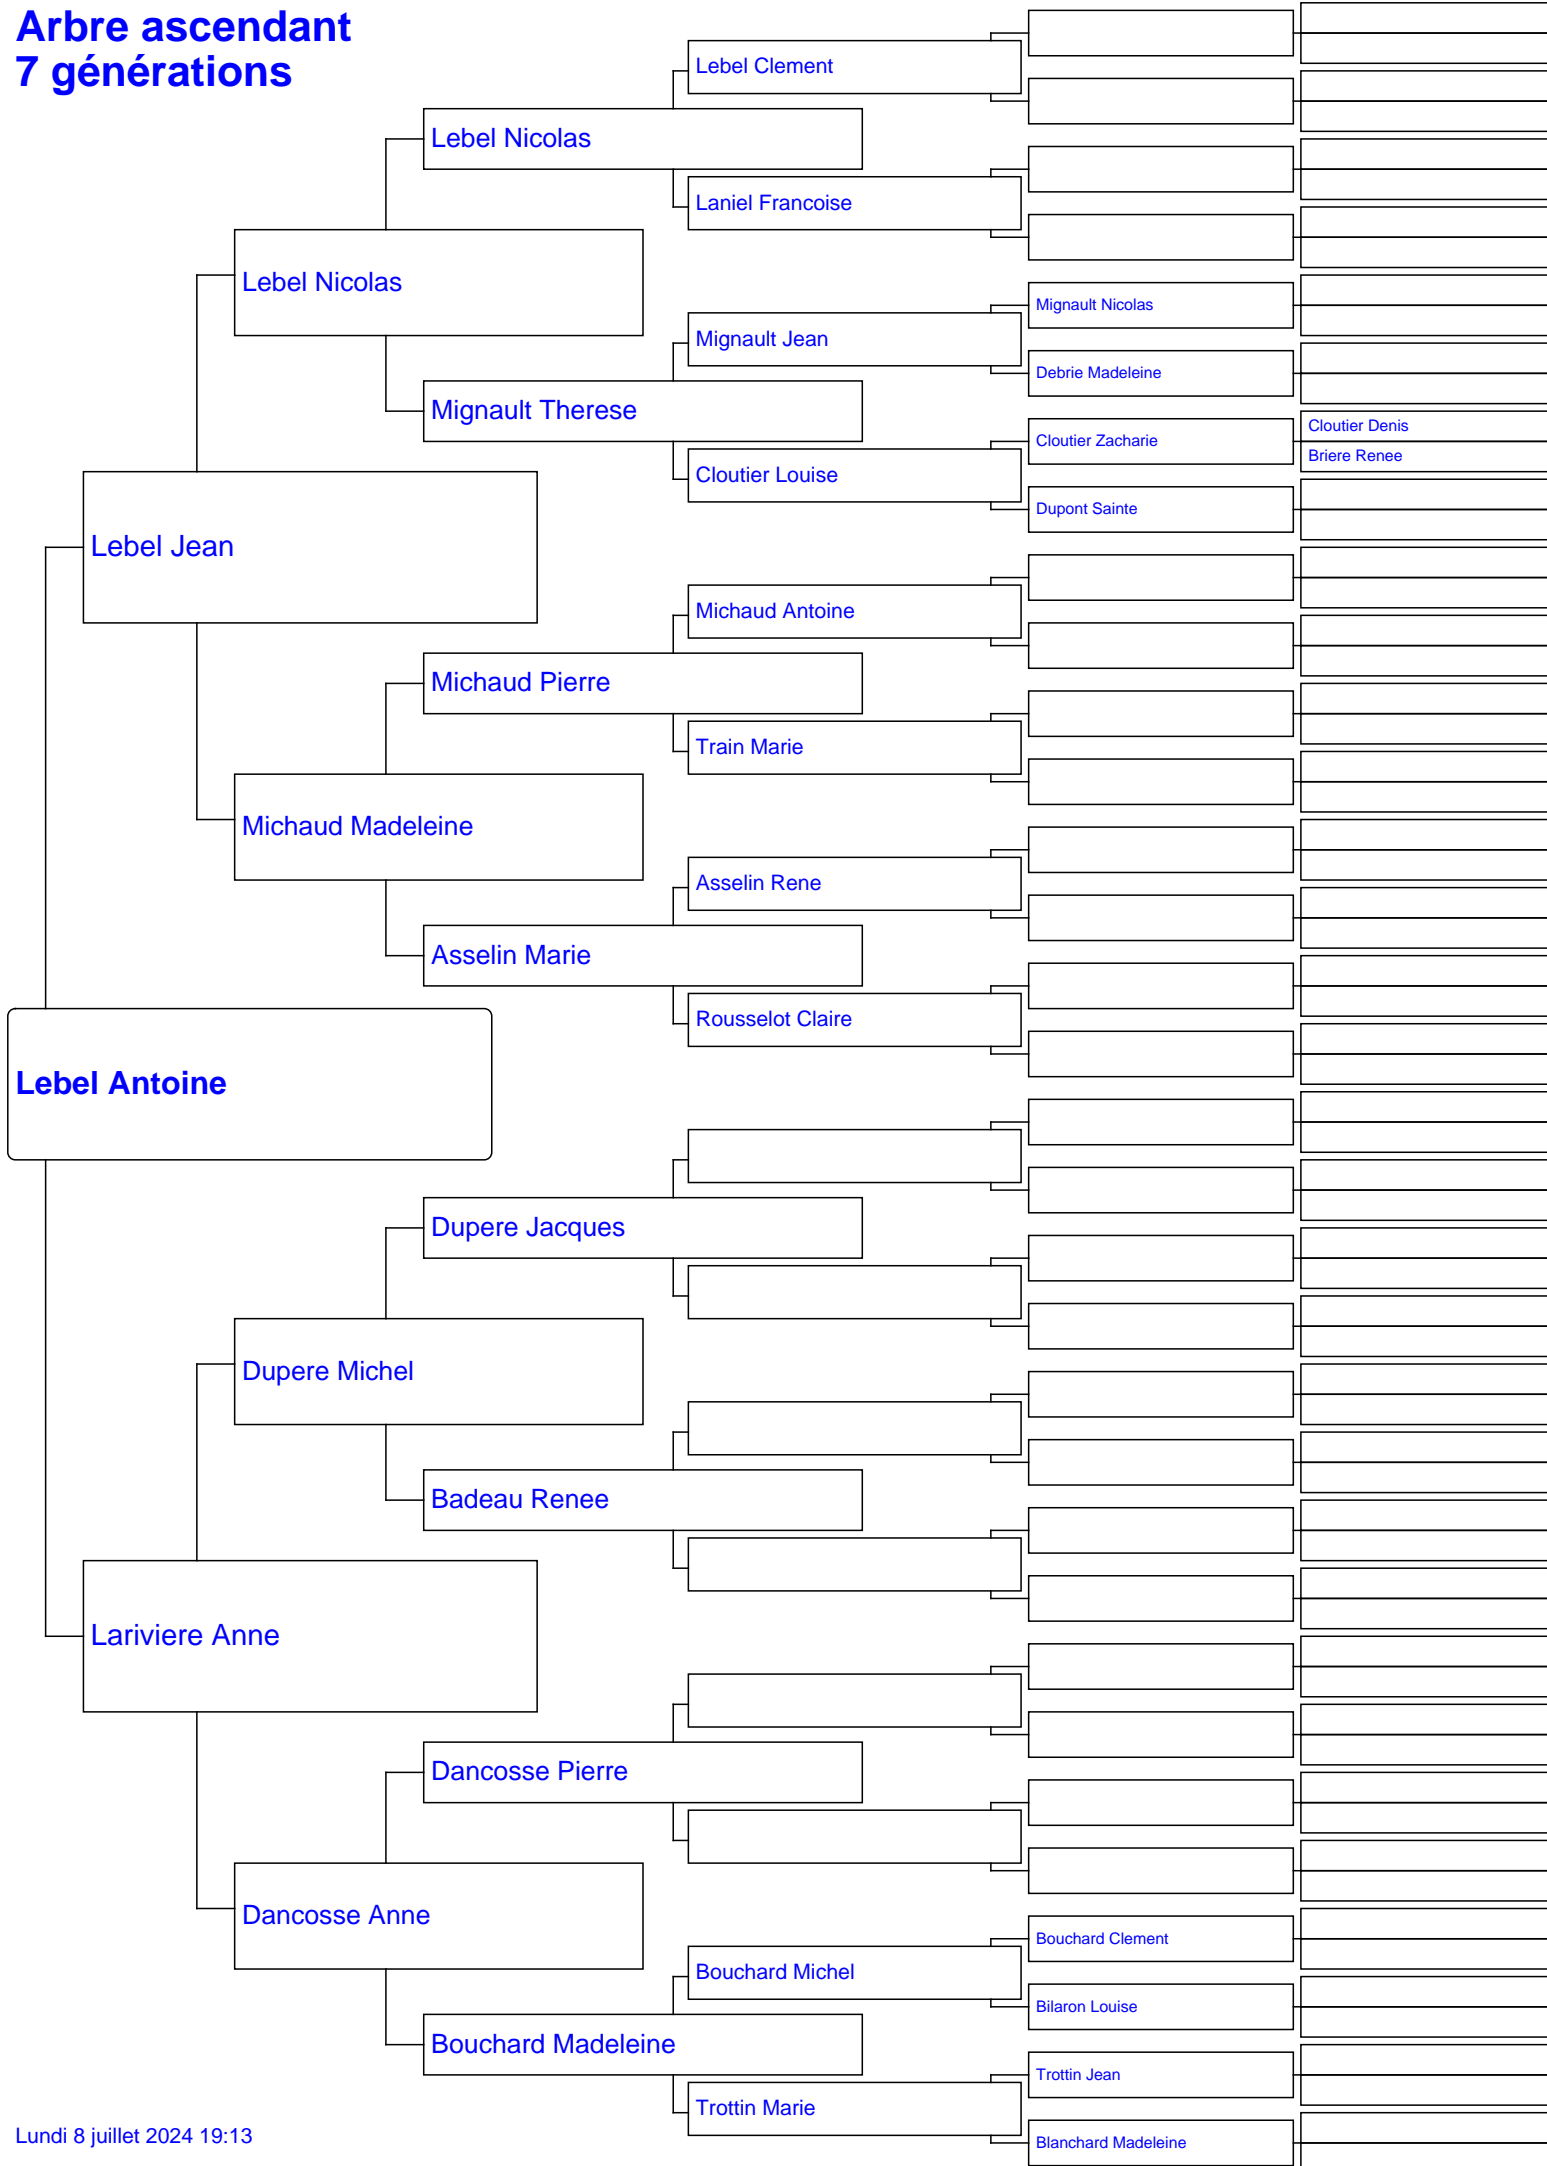 Arbre ascendant
7 générations
Lebel Clement
Lebel Nicolas
Laniel Francoise
Lebel Nicolas
Mignault Nicolas
Mignault Jean
Debrie Madeleine
Mignault Therese
Cloutier Denis
Cloutier Zacharie
Briere Renee
Cloutier Louise
Dupont Sainte
Lebel Jean
Michaud Antoine
Michaud Pierre
Train Marie
Michaud Madeleine
Asselin Rene
Asselin Marie
Rousselot Claire
Lebel Antoine
Dupere Jacques
Dupere Michel
Badeau Renee
Lariviere Anne
Dancosse Pierre
Dancosse Anne
Bouchard Clement
Bouchard Michel
Bilaron Louise
Bouchard Madeleine
Trottin Jean
Trottin Marie
Blanchard Madeleine
Lundi 8 juillet 2024 19:13